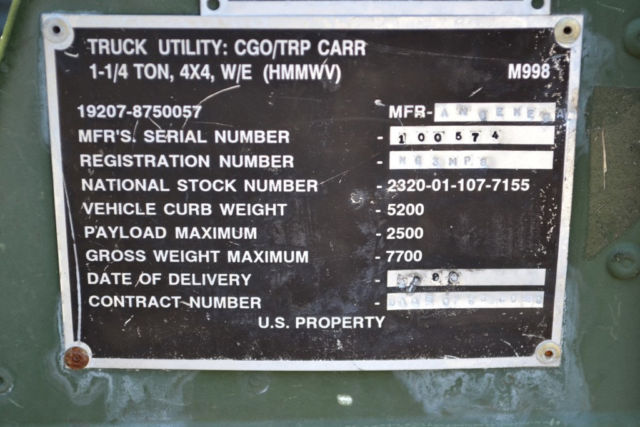 TRUCK UTILITY: CGO/TRP CARR
1-1/4 TON, 4X4, W/E (HMMWV) M998
19207-8750057 MFR-
MFR'S. SERIAL NUMBER - 100574
REGISTRATION NUMBER -
NATIONAL STOCK NUMBER - 2320-01-107-7155
VEHICLE CURB WEIGHT - 5200
PAYLOAD MAXIMUM - 2500
GROSS WEIGHT MAXIMUM - 7700
DATE OF DELIVERY -
CONTRACT NUMBER -
U.S. PROPERTY